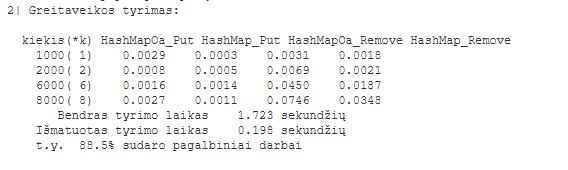 2| Greitaveikos tyrimas:
kiekis(*k) HashMapOa_Put HashMap_Put HashMapOa_Remove HashMap_Remove
1000( 1) 0.0029 0.0003 0.0031 0.0018
2000( 2) 0.0008 0.0005 0.0069 0.0021
6000( 6) 0.0016 0.0014 0.0450 0.0187
8000( 8) 0.0027 0.0011 0.0746 0.0348
Bendras tyrimo laikas 1.723 sekundžių
Išmatuotas tyrimo laikas 0.198 sekundžių
t.y. 88.5% sudaro pagalbiniai darbai